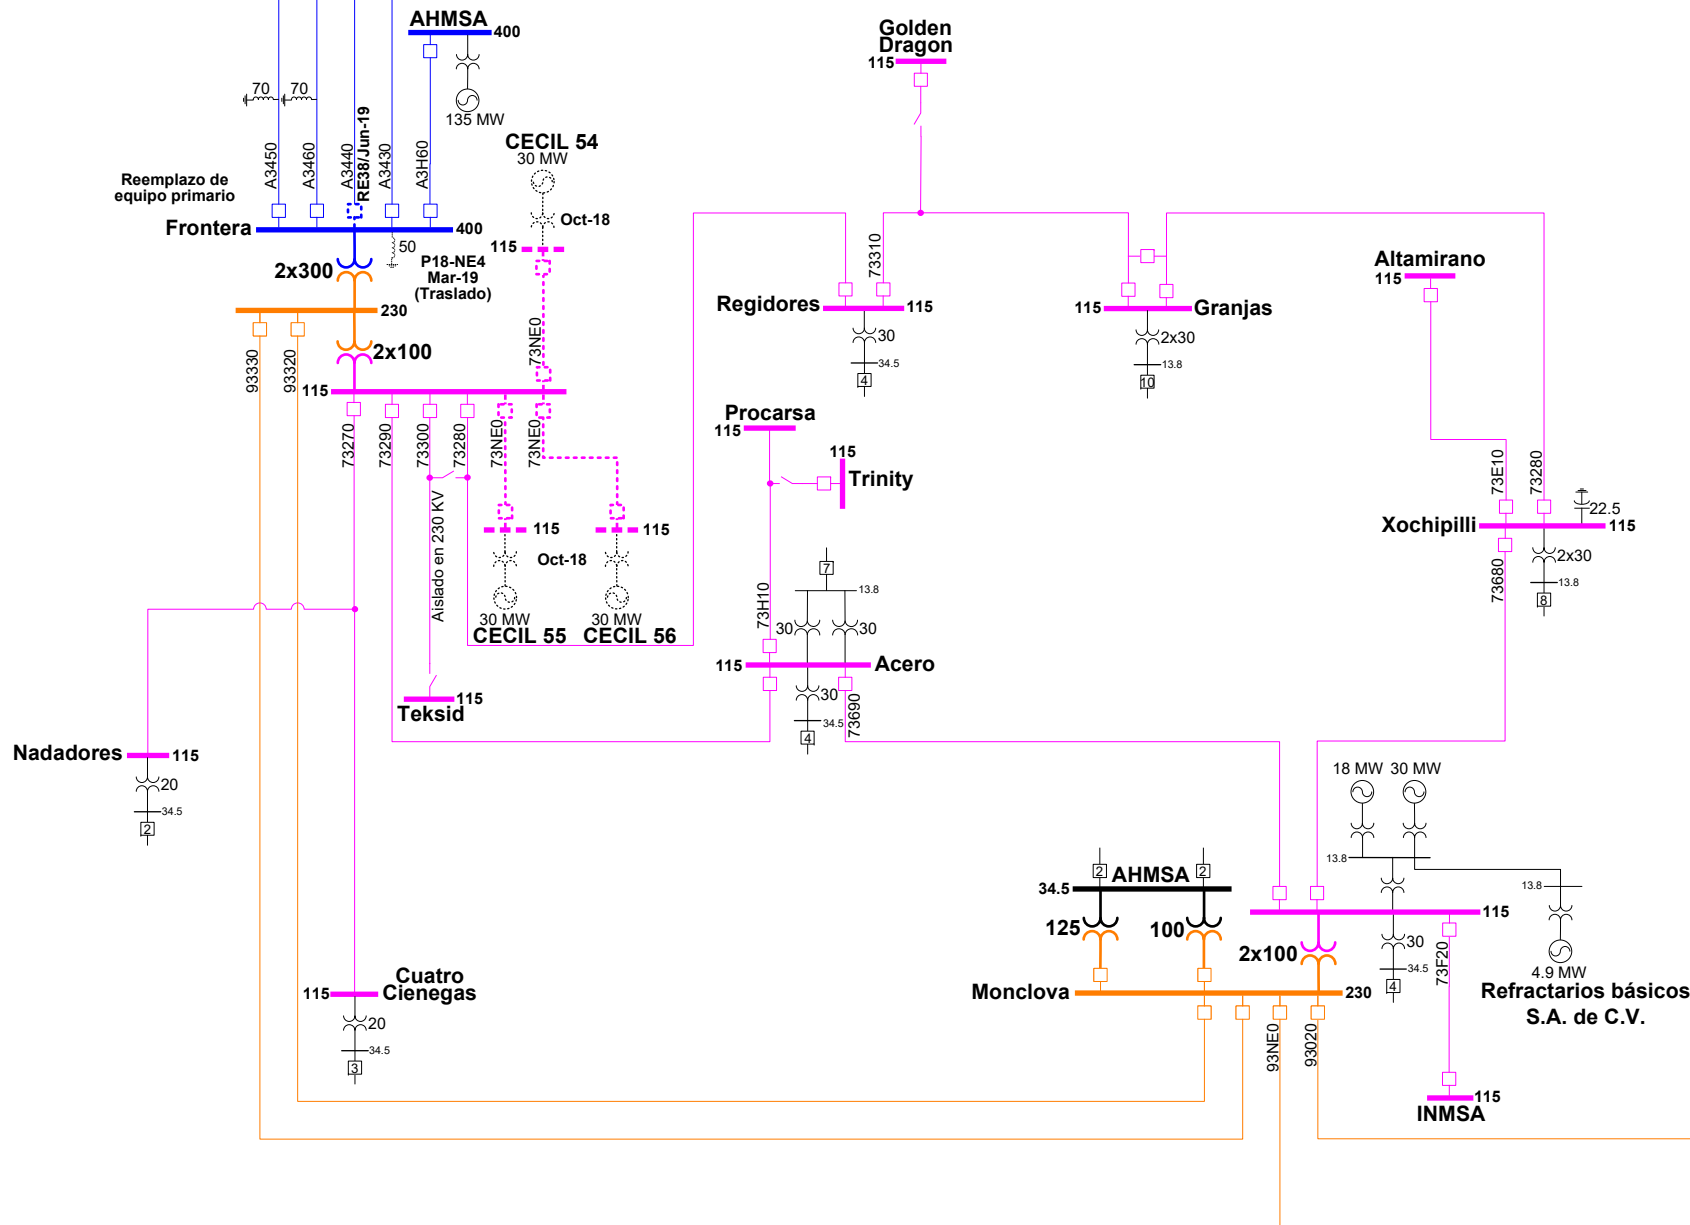 AHMSA
400
Golden
Dragon
115
70
70
135 MW
RE38/Jun-19
CECIL 54
30 MW
A3450
A3460
A3440
A3430
A3H60
Reemplazo de
equipo primario
Oct-18
Frontera
400
115
50
P18-NE4
Mar-19
(Traslado)
2x300
230
73310
Altamirano
115
Regidores
115
115
Granjas
93330
93320
2x100
73NE0
30
34.5
4
2x30
13.8
10
115
73270
73290
73300
73280
73NE0
73NE0
Procarsa
115
115
Trinity
73E10
73280
22.5
Xochipilli
115
Aislado en 230 KV
115
115
Oct-18
2x30
13.8
8
73680
7
13.8
73H10
30
30
30 MW
30 MW
CECIL 55
CECIL 56
115
Acero
115
Teksid
30
34.5
4
73690
Nadadores
115
20
34.5
2
18 MW
30 MW
13.8
2
AHMSA
2
34.5
13.8
115
125
100
2x100
30
34.5
4
73F20
4.9 MW
Refractarios básicos
S.A. de C.V.
Cuatro
Cienegas
115
Monclova
230
20
34.5
3
93NE0
93020
115
INMSA